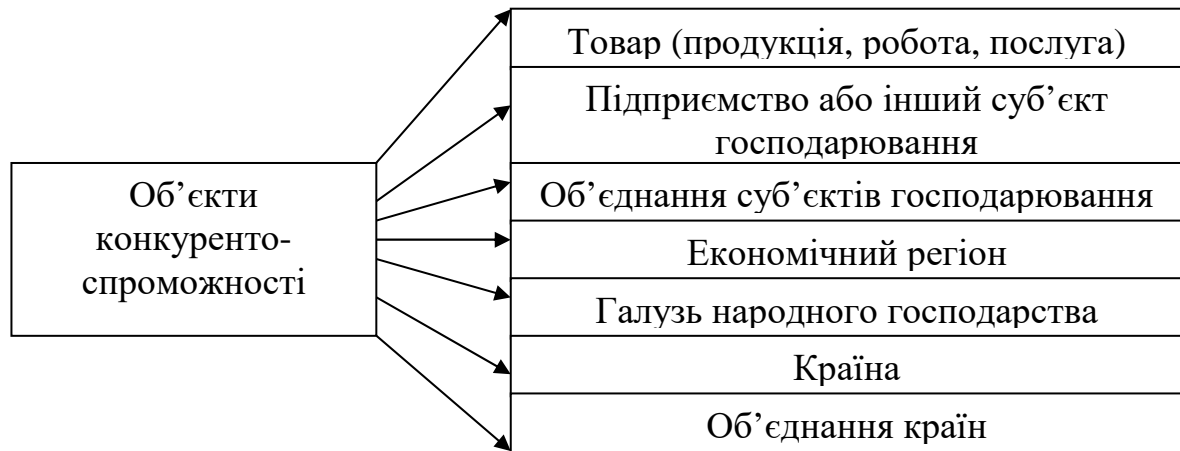 Об’єкти
конкуренто-
спроможності
Товар (продукція, робота, послуга)
Підприємство або інший суб’єкт
господарювання
Об’єднання суб’єктів господарювання
Економічний регіон
Галузь народного господарства
Країна
Об’єднання країн